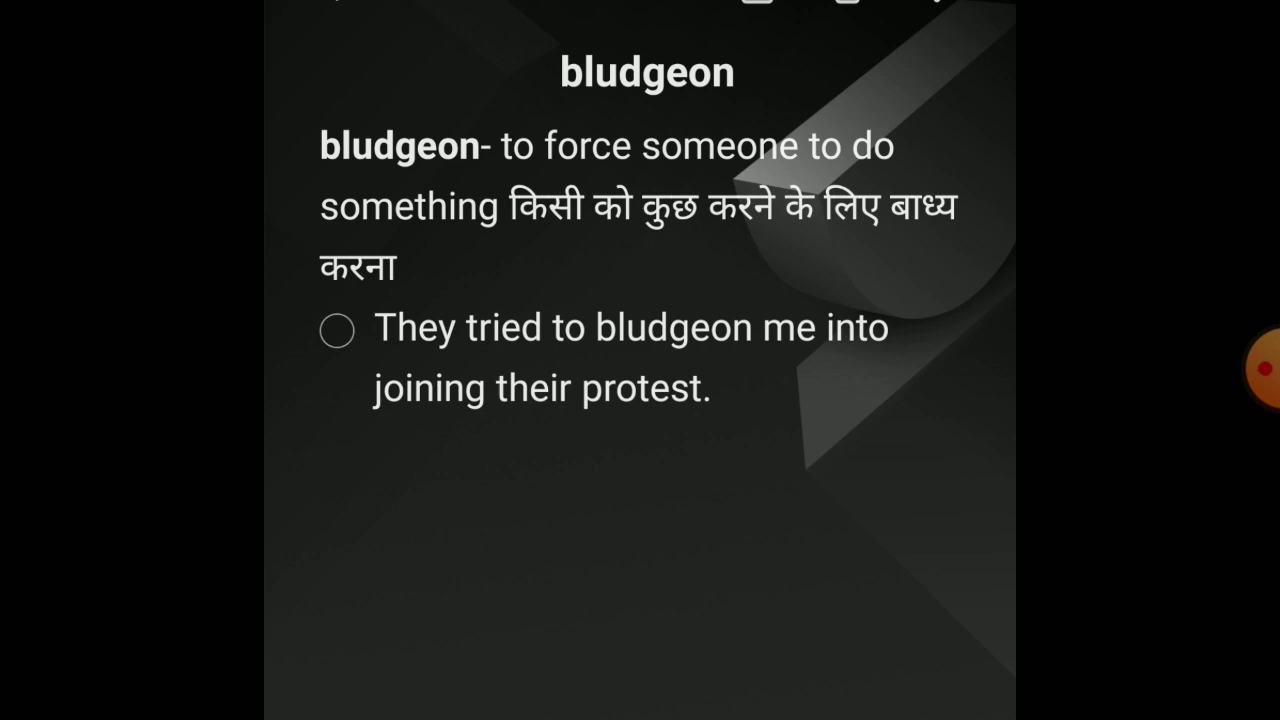 bludgeon
bludgeon- to force someone to do
something किसी को कुछ करने के लिए बाध्य
करना
They tried to bludgeon me into
joining their protest.